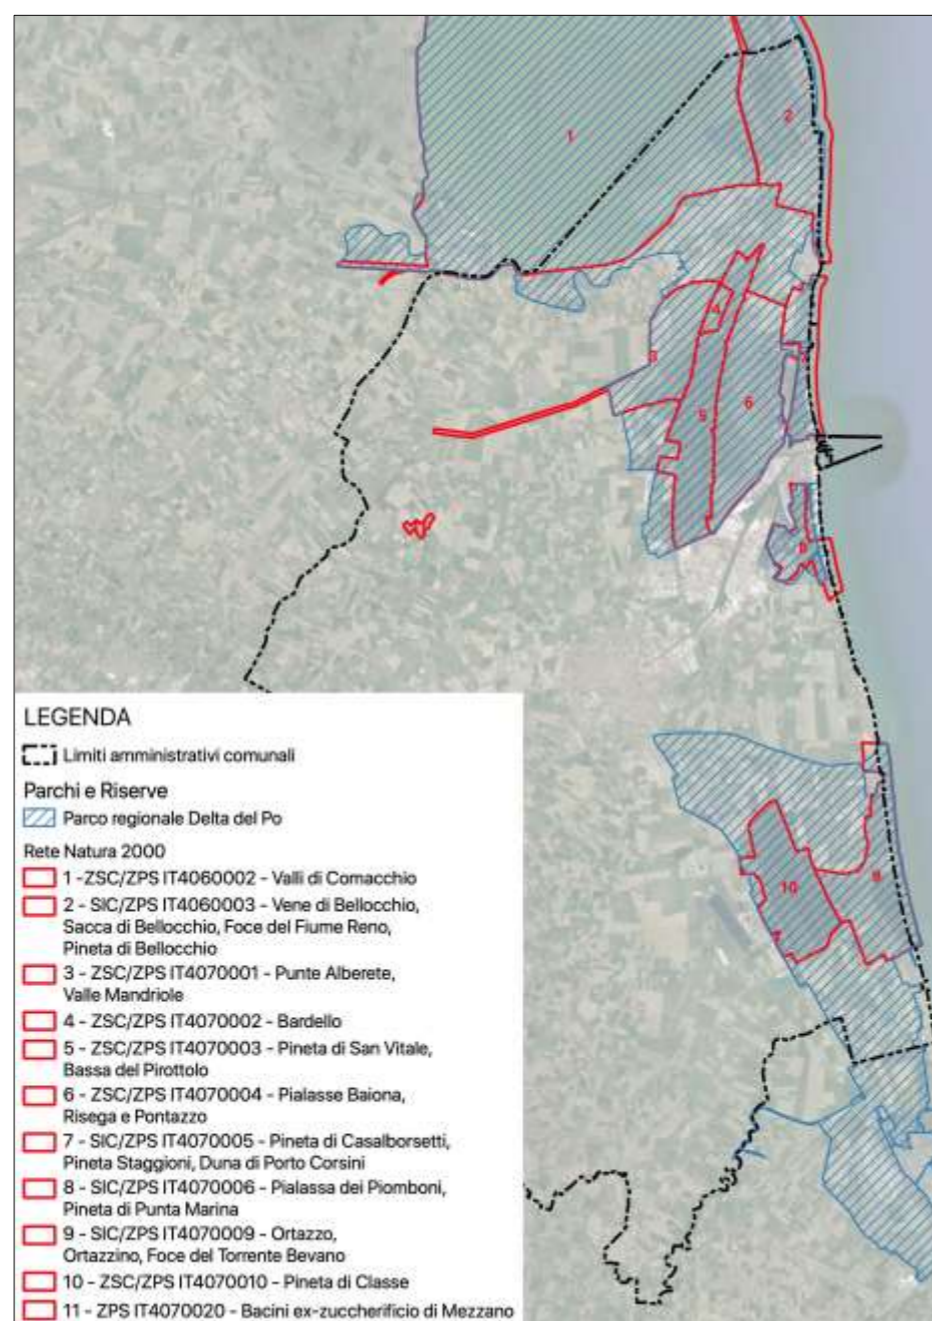 1
2
4
3
5
6
10
LEGENDA
Limiti amministrativi comunali
Parchi e Riserve
Parco regionale Delta del Po
Rete Natura 2000
1 -ZSC/ZPS IT4060002 - Valli di Comacchio
2 - SIC/ZPS IT4060003 - Vene di Bellocchio,
Sacca di Bellocchio, Foce del Fiume Reno,
Pineta di Bellocchio
3 - ZSC/ZPS IT4070001 - Punte Alberete,
Valle Mandriole
4 - ZSC/ZPS IT4070002 - Bardello
5 - ZSC/ZPS IT4070003 - Pineta di San Vitale,
Bassa del Pirottolo
6 - ZSC/ZPS IT4070004 - Pialasse Baiona,
Risega e Pontazzo
7 - SIC/ZPS IT4070005 - Pineta di Casalborsetti,
Pineta Staggioni, Duna di Porto Corsini
8 - SIC/ZPS IT4070006 - Pialassa dei Piomboni,
Pineta di Punta Marina
9 - SIC/ZPS IT4070009 - Ortazzo,
Ortazzino, Foce del Torrente Bevano
10 - ZSC/ZPS IT4070010 - Pineta di Classe
11 - ZPS IT4070020 - Bacini ex-zuccherificio di Mezzano